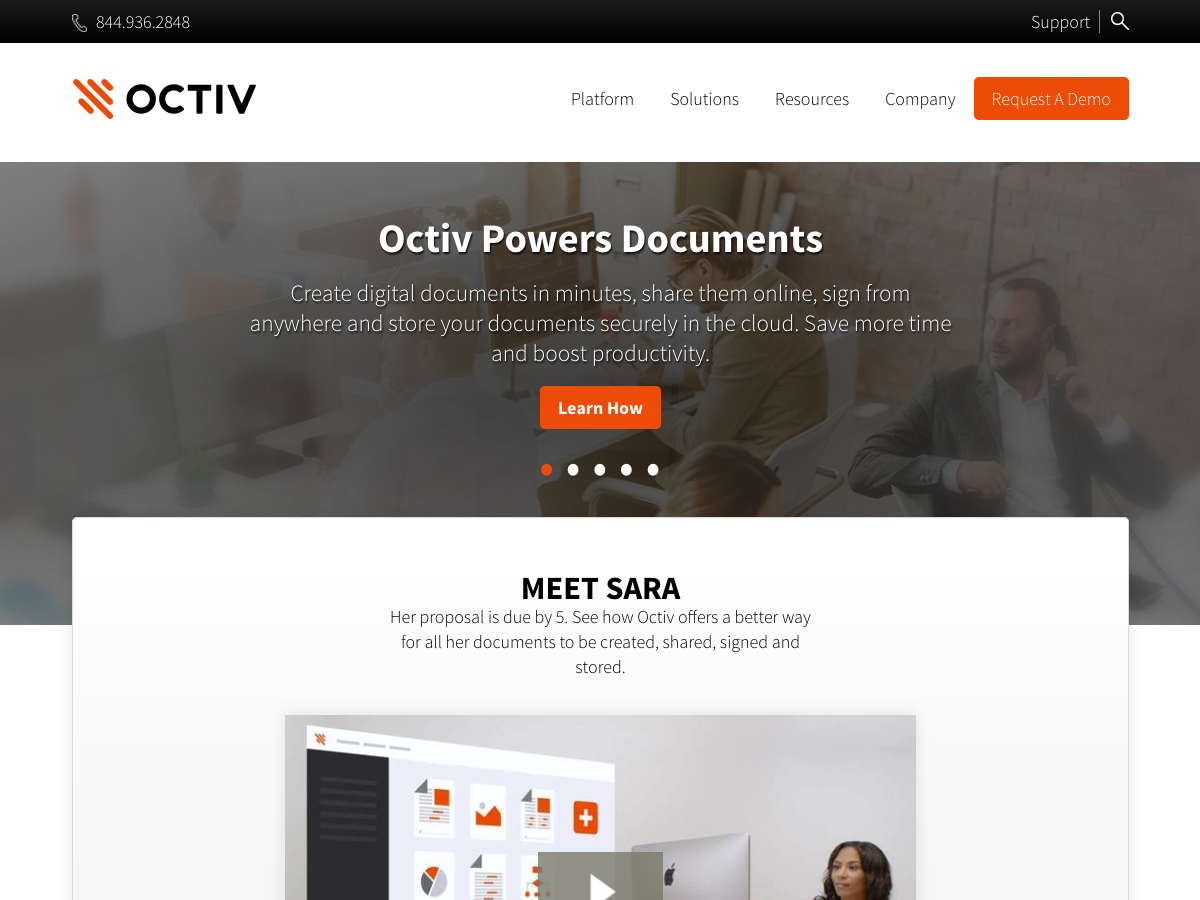 844.936.2848
Support
OCTIV
Platform
Solutions
Resources
Company
Request A Demo
Octiv Powers Documents
Create digital documents in minutes, share them online, sign from
anywhere and store your documents securely in the cloud. Save more time
and boost productivity.
Learn How
MEET SARA
Her proposal is due by 5. See how Octiv offers a better way
for all her documents to be created, shared, signed and
stored.